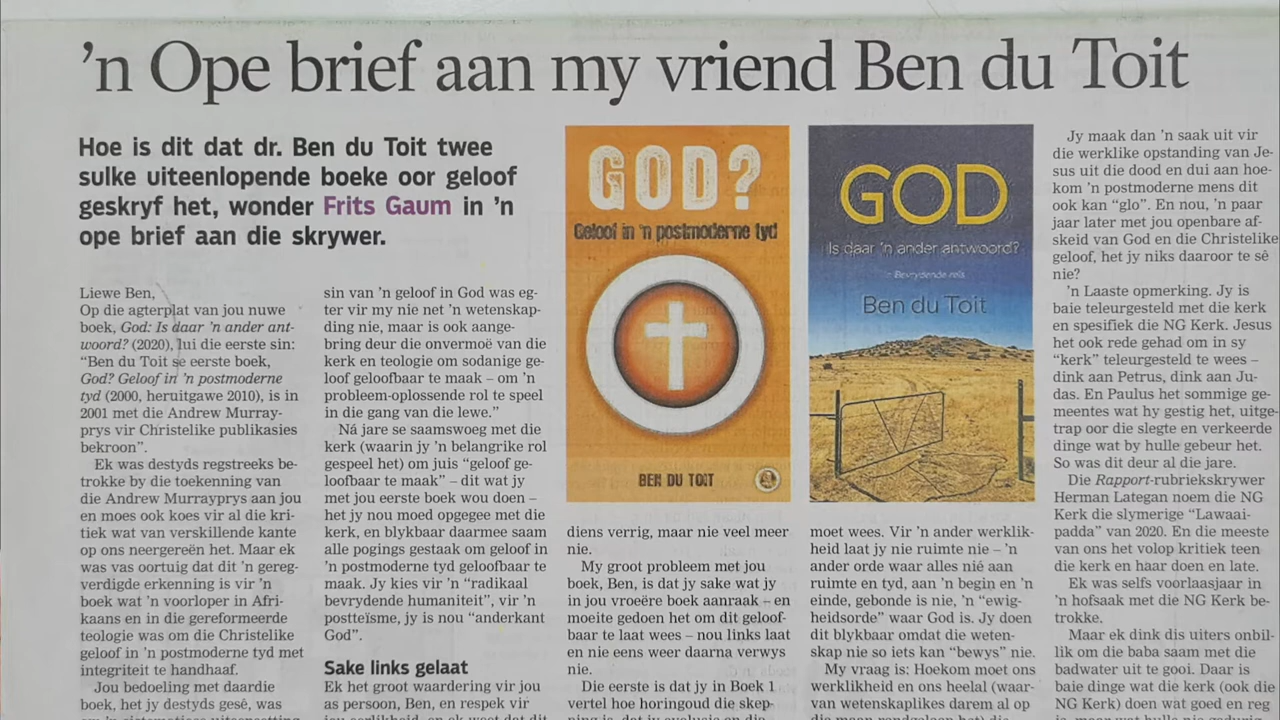 'n Ope brief aan my vriend Ben du Toit
Hoe is dit dat dr. Ben du Toit twee
sulke uiteenlopende boeke oor geloof
geskryf het, wonder Frits Gaum in 'n
ope brief aan die skrywer.
Liewe Ben,
Op die agterplat van jou nuwe
boek, God: Is daar 'n ander ant-
woord? (2020), lui die eerste sin:
"Ben du Toit se eerste boek,
God? Geloof in 'n postmoderne
tyd (2000, heruitgawe 2010), is in
2001 met die Andrew Murray-
prys vir Christelike publikasies
bekroon".
Ek was destyds regstreeks be-
trokke by die toekenning van
die Andrew Murrayprys aan jou
en moes ook koes vir al die kri-
tiek wat van verskillende kante
op ons neergereën het. Maar ek
was vas oortuig dat dit 'n gereg-
verdigde erkenning is vir 'n
boek wat 'n voorloper in Afri-
kaans en in die gereformeerde
teologie was om die Christelike
geloof in 'n postmoderne tyd met
integriteit te handhaaf.
Jou bedoeling met daardie
boek, het jy destyds gesê, was
sin van 'n geloof in God was eg-
ter vir my nie net 'n wetenskap-
ding nie, maar is ook aange-
bring deur die onvermoë van die
kerk en teologie om sodanige ge-
loof geloofbaar te maak – om 'n
probleem-oplossende rol te speel
in die gang van die lewe."
Ná jare se saamswoeg met die
kerk (waarin jy 'n belangrike rol
gespeel het) om juis "geloof ge-
loofbaar te maak" – dit wat jy
met jou eerste boek wou doen –
het jy nou moed opgegee met die
kerk, en blykbaar daarmee saam
alle pogings gestaak om geloof in
'n postmoderne tyd geloofbaar te
maak. Jy kies vir 'n "radikaal
bevrydende humaniteit", vir 'n
postteïsme, jy is nou "anderkant
God".
Sake links gelaat
Ek het groot waardering vir jou
as persoon, Ben, en respek vir
GOD?
Geloof in 'n postmoderne tyd
BEN DU TOIT
GOD
Is daar 'n ander antwoord?
Bevrydende reis
Ben du Toit
diens verrig, maar nie veel meer
nie.
My groot probleem met jou
boek, Ben, is dat jy sake wat jy
in jou vroeëre boek aanraak – en
moeite gedoen het om dit geloof-
baar te laat wees – nou links laat
en nie eens weer daarna verwys
nie.
Die eerste is dat jy in Boek 1
vertel hoe horingoud die skep-
moet wees. Vir 'n ander werklik-
heid laat jy nie ruimte nie – 'n
ander orde waar alles nié aan
ruimte en tyd, aan 'n begin en 'n
einde, gebonde is nie, 'n "ewig-
heidsorde" waar God is. Jy doen
dit blykbaar omdat die weten-
skap nie so iets kan "bewys" nie.
My vraag is: Hoekom moet ons
werklikheid en ons heelal (waar-
van wetenskaplikes darem al op
Jy maak dan 'n saak uit vir
die werklike opstanding van Je-
sus uit die dood en dui aan hoe-
kom 'n postmoderne mens dit
ook kan "glo". En nou, 'n paar
jaar later met jou openbare af-
skeid van God en die Christelike
geloof, het jy niks daaroor te sê
nie?
'n Laaste opmerking. Jy is
baie teleurgesteld met die kerk
en spesifiek die NG Kerk. Jesus
het ook rede gehad om in sy
"kerk" teleurgesteld te wees –
dink aan Petrus, dink aan Ju-
das. En Paulus het sommige ge-
meentes wat hy gestig het, uitge-
trap oor die slegte en verkeerde
dinge wat by hulle gebeur het.
So was dit deur al die jare.
Die Rapport-rubriekskrywer
Herman Lategan noem die NG
Kerk die slymerige "Lawaai-
padda" van 2020. En die meeste
van ons het volop kritiek teen
die kerk en haar doen en late.
Ek was selfs voorlaasjaar in
'n hofsaak met die NG Kerk be-
trokke.
Maar ek dink dis uiters onbil-
lik om die baba saam met die
badwater uit te gooi. Daar is
baie dinge wat die kerk (ook die
NG Kerk) doen wat goed en reg